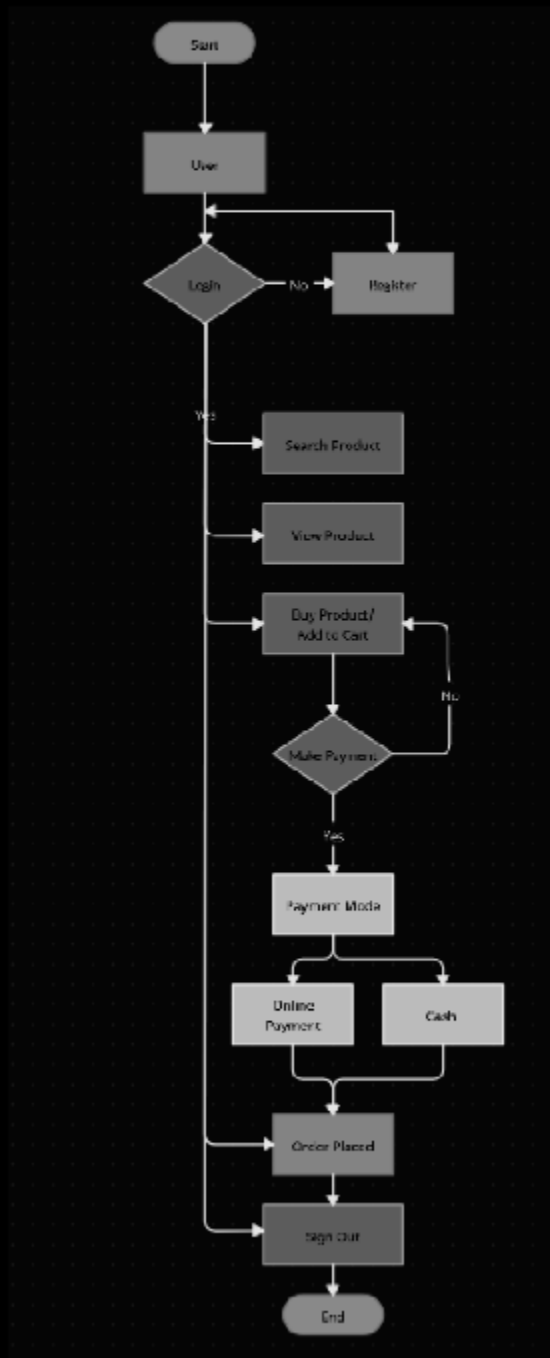 Start
User
Login
No
Register
Yes
Search Product
View Product
Buy Product/
Add to Cart
No
Make Payment
Yes
Payment Mode
Online
Payment
Cash
Order Placed
Sign Out
End